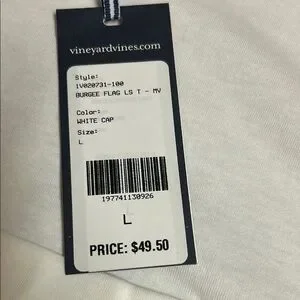 vineyardvines.com
Style:
1V020731-100
BURGEE FLAG LS T - MV
Color:
WHITE CAP
Size:
L
197741130926
L
PRICE: $49.50